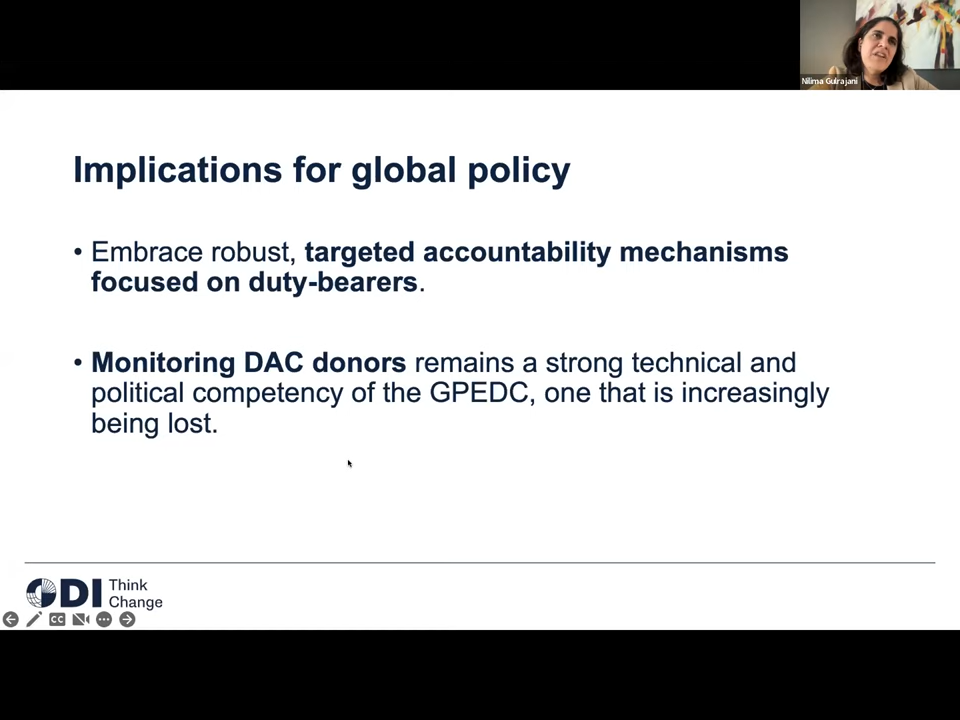 Nilima Gulrajani
Implications for global policy
• Embrace robust, targeted accountability mechanisms
focused on duty-bearers.
• Monitoring DAC donors remains a strong technical and
political competency of the GPEDC, one that is increasingly
being lost.
ODI Think
Change
CC